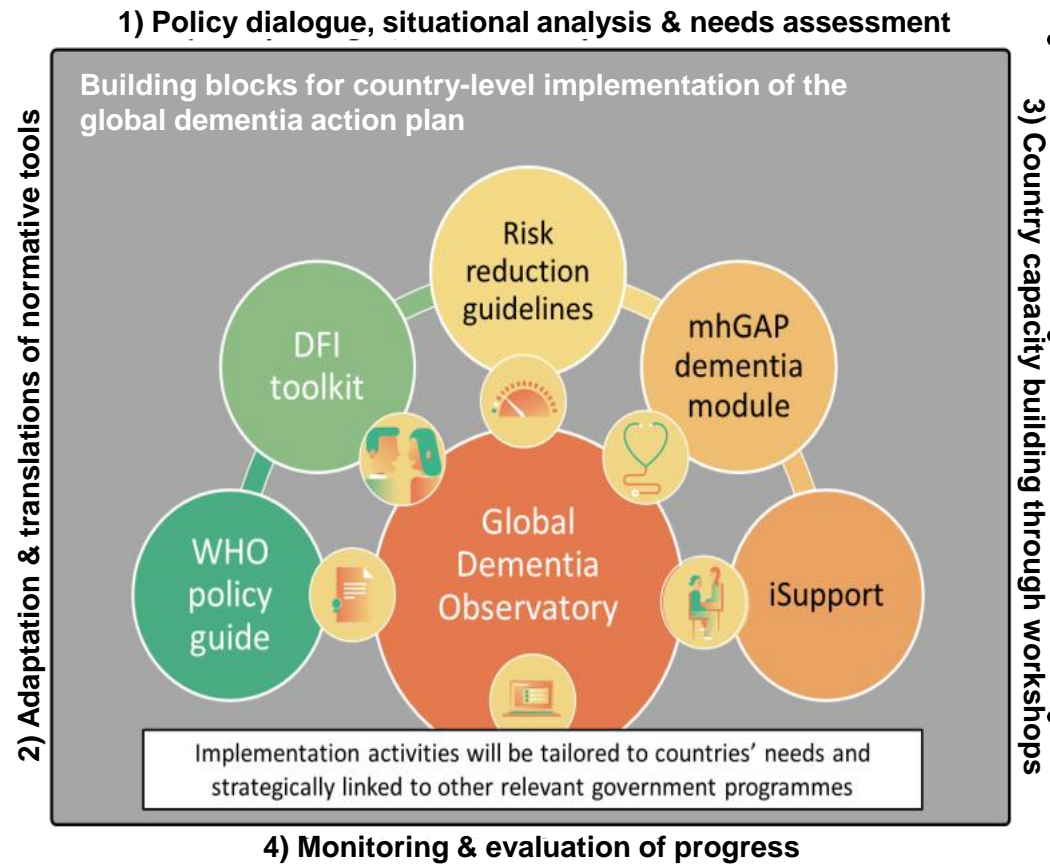 1) Policy dialogue, situational analysis & needs assessment
Building blocks for country-level implementation of the
global dementia action plan
2) Adaptation & translations of normative tools
3) Country capacity building through workshops
Risk
reduction
guidelines
DFI
toolkit
mhGAP
dementia
module
WHO
policy
guide
Global
Dementia
Observatory
iSupport
Implementation activities will be tailored to countries’ needs and
strategically linked to other relevant government programmes
4) Monitoring & evaluation of progress